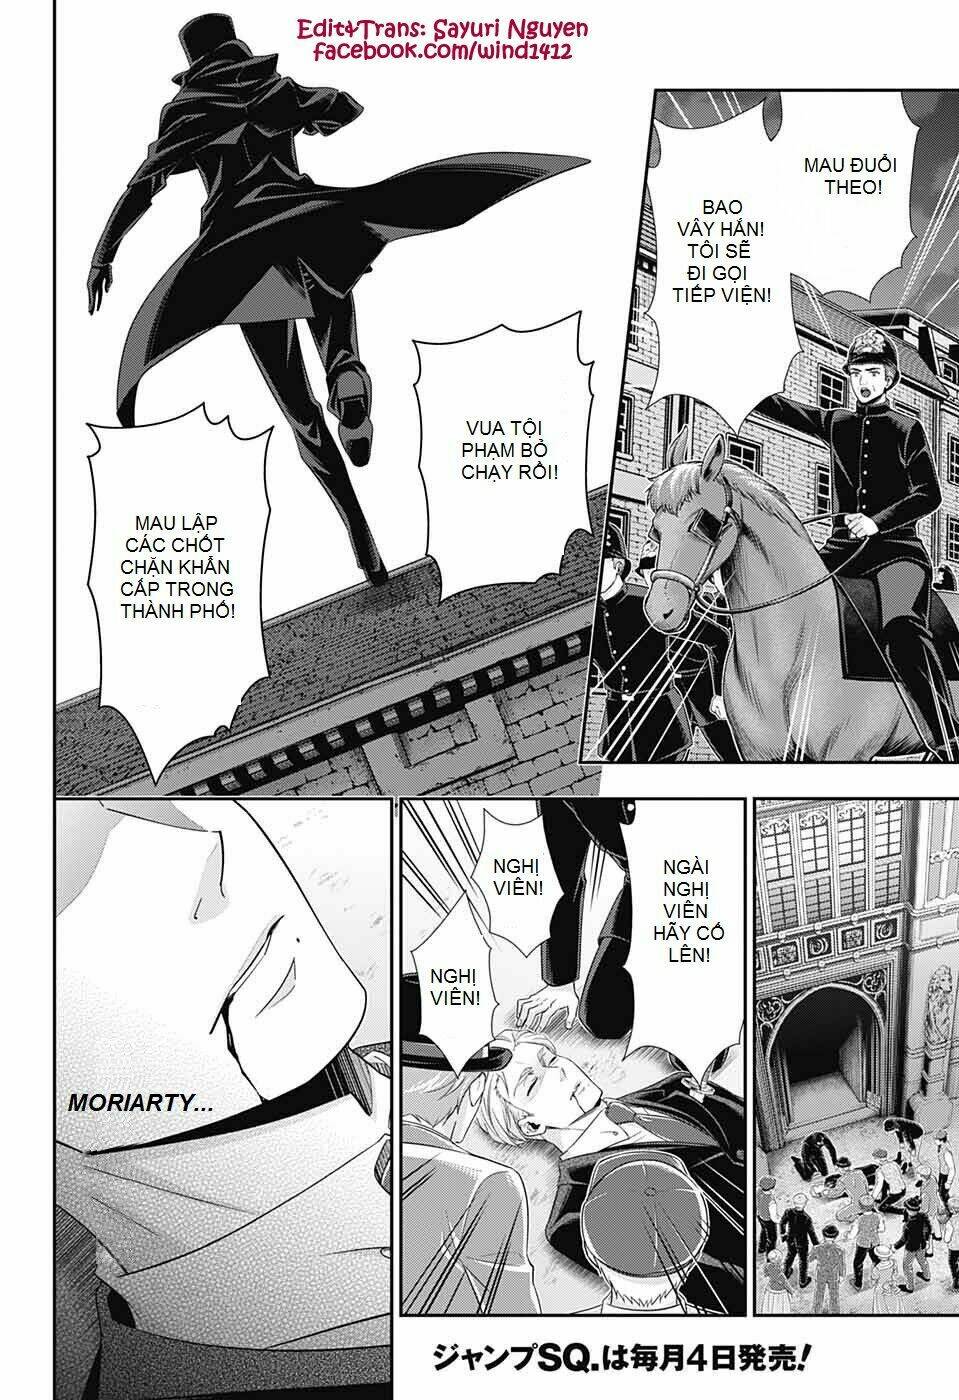 Edit&Trans: Sayuri Nguyen
facebook.com/wind1412
MAU ĐUỔI
THEO!
BAO
VÂY HẮN!
TÔI SẼ
ĐI GỌI
TIẾP VIỆN!
VUA TỘI
PHẠM BỎ
CHẠY RỒI!
MAU LẬP
CÁC CHỐT
CHẶN KHẨN
CẤP TRONG
THÀNH PHỐ!
NGÀI
NGHỊ
VIÊN
HÃY CỐ
LÊN!
NGHỊ
VIÊN!
NGHỊ
VIÊN!
MORIARTY...
ジャンプSQ.は毎月4日発売!